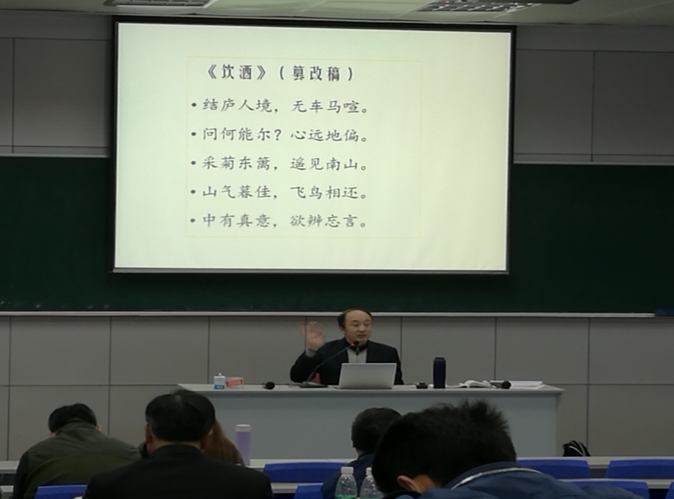 《饮酒》（篡改稿）
•结庐人境，无车马喧。
•问何能尔？心远地偏。
•采菊东篱，遥见南山。
•山气暮佳，飞鸟相还。
•中有真意，欲辨忘言。